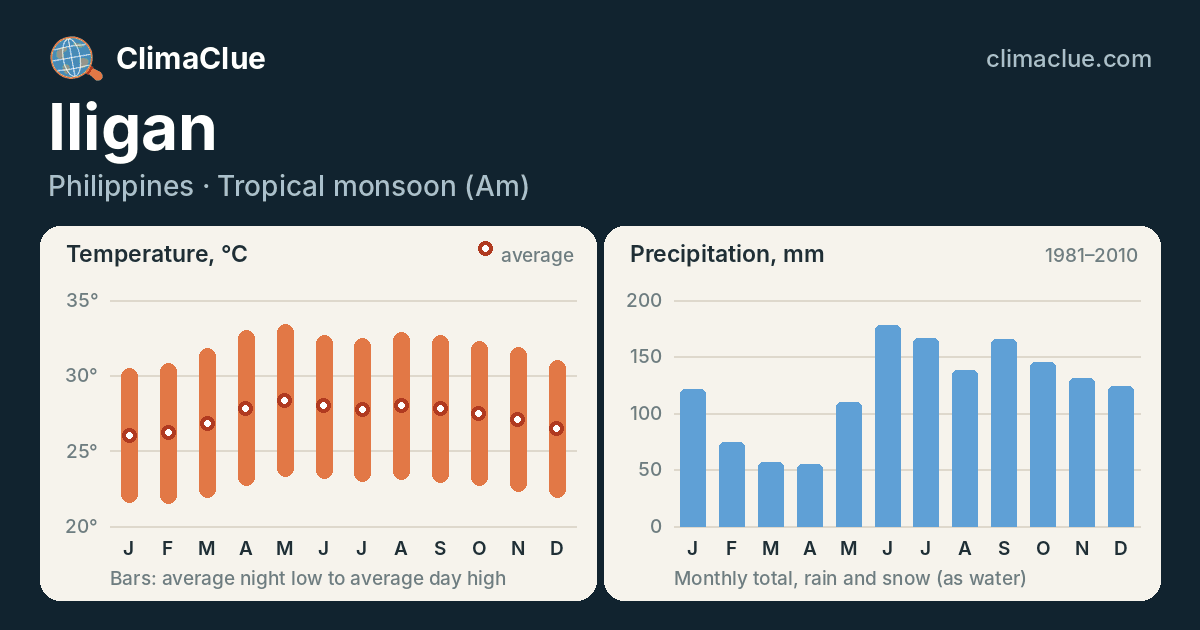 ClimaClue
climaclue.com
Iligan
Philippines · Tropical monsoon (Am)
Temperature, °C
average
35°
30°
25°
20°
J F M A M J J A S O N D
Bars: average night low to average day high
Precipitation, mm
1981–2010
200
150
100
50
0
J F M A M J J A S O N D
Monthly total, rain and snow (as water)